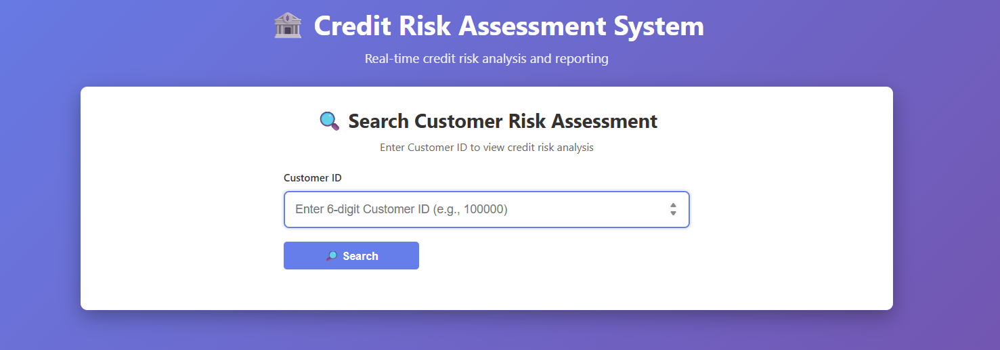 Credit Risk Assessment System
Real-time credit risk analysis and reporting
Search Customer Risk Assessment
Enter Customer ID to view credit risk analysis
Customer ID
Enter 6-digit Customer ID (e.g., 100000)
Search